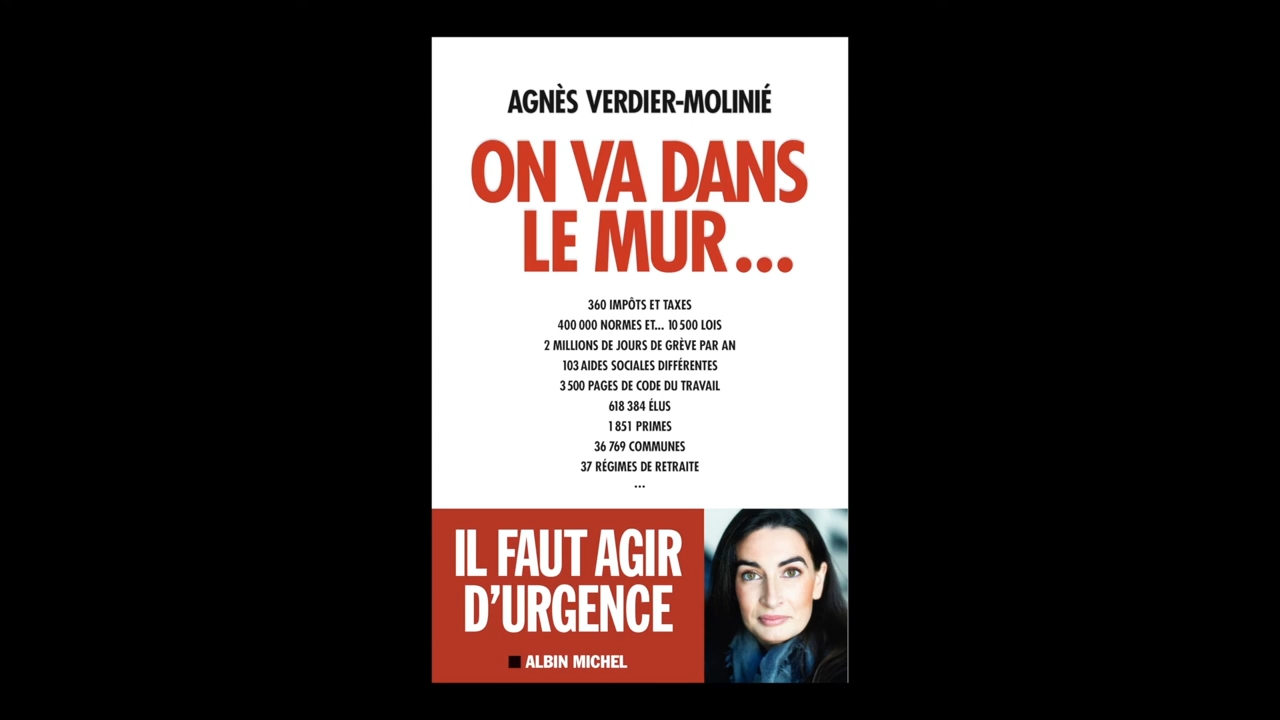 AGNÈS VERDIER-MOLINIÉ
ON VA DANS
LE MUR...
360 IMPÔTS ET TAXES
400 000 NORMES ET... 10 500 LOIS
2 MILLIONS DE JOURS DE GRÈVE PAR AN
103 AIDES SOCIALES DIFFÉRENTES
3 500 PAGES DE CODE DU TRAVAIL
618 384 ÉLUS
1 851 PRIMES
36 769 COMMUNES
37 RÉGIMES DE RETRAITE
...
IL FAUT AGIR
D'URGENCE
ALBIN MICHEL